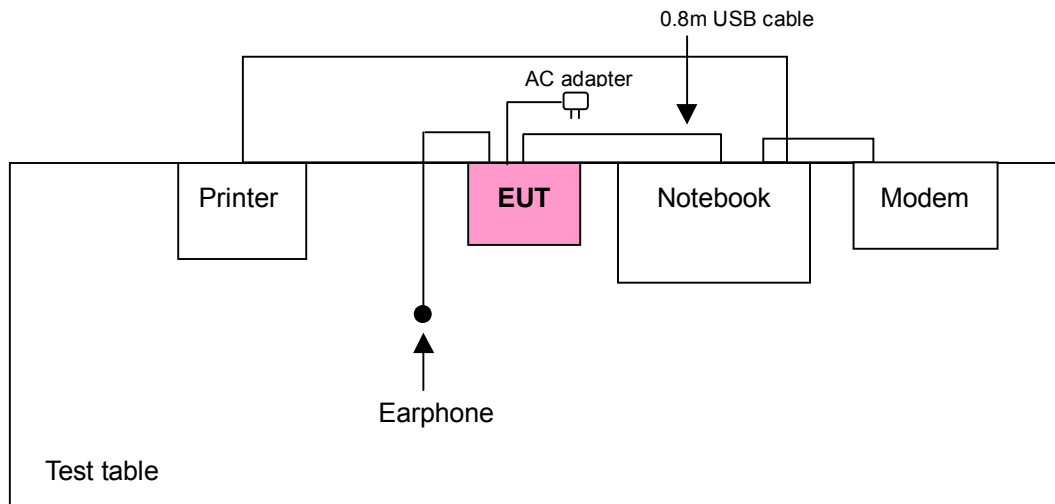 0.8m USB cable
AC adapter
Printer
EUT
Notebook
Modem
Earphone
Test table